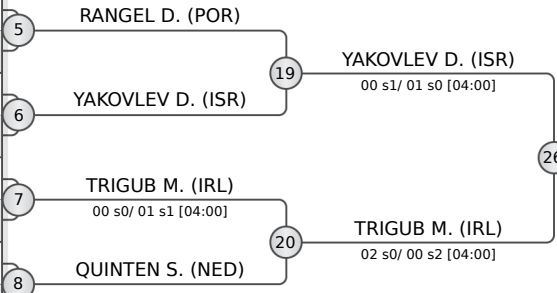 RANGEL D. (POR)
5
19
YAKOVLEV D. (ISR)
00 s1/ 01 s0 [04:00]
YAKOVLEV D. (ISR)
6
26
TRIGUB M. (IRL)
7
00 s0/ 01 s1 [04:00]
20
TRIGUB M. (IRL)
02 s0/ 00 s2 [04:00]
QUINTEN S. (NED)
8